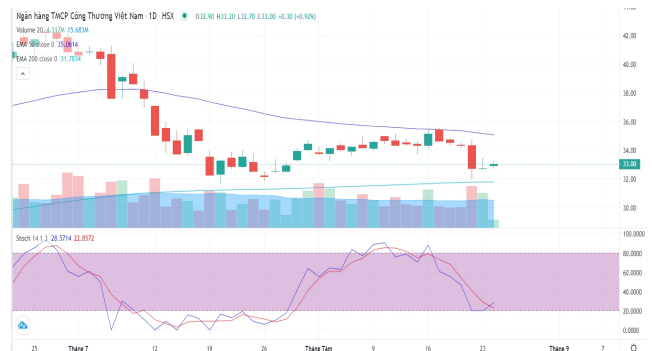 Ngân hàng TMCP Công Thương Việt Nam · 1D · HSX O32.90 H33.20 L32.70 C33.00 +0.30 (+0.92%)
Volume 20 4.317M 15.683M
EMA 50 close 0 35.0614
EMA 200 close 0 31.7834
42.00
40.00
38.00
36.00
34.00
33.00
32.00
30.00
Stoch 14 1 3 28.5714 22.8572
100.0000
80.0000
60.0000
40.0000
20.0000
0.0000
25 Tháng 7 12 19 26 Tháng Tám 9 16 23 Tháng 9 7